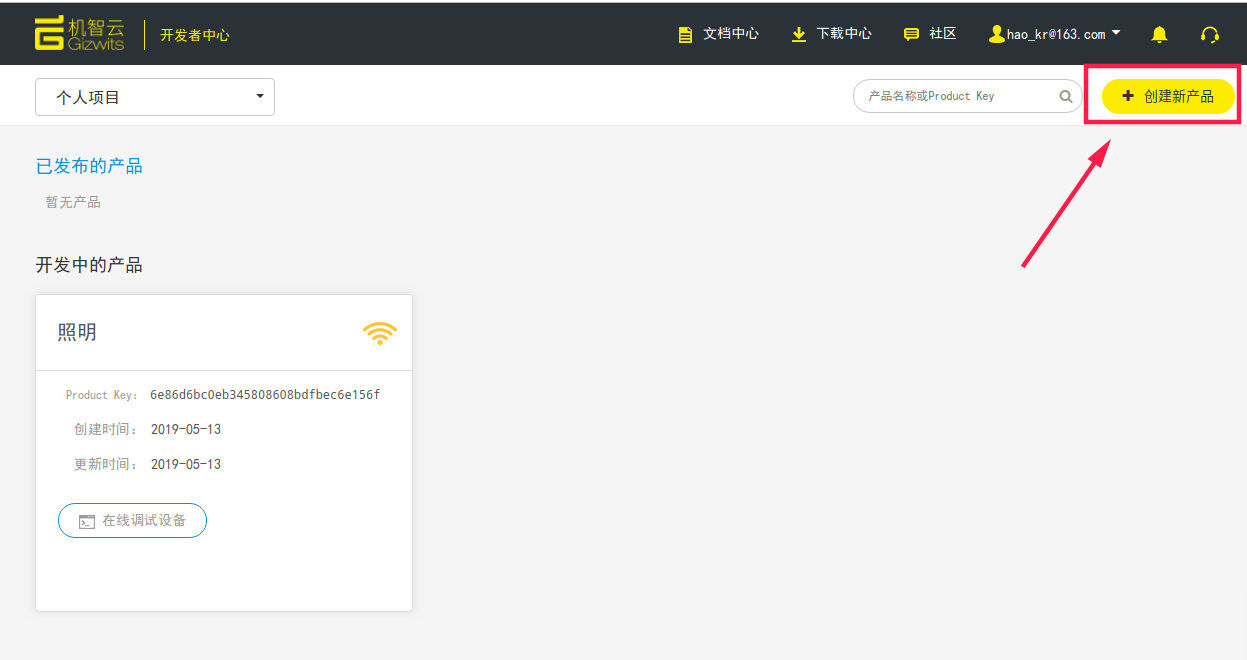 机智云
Gizwits
开发者中心
文档中心
下载中心
社区
hao_kr@163.com
个人项目
产品名称或Product Key
创建新产品
已发布的产品
暂无产品
开发中的产品
照明
Product Key: 6e86d6bc0eb345808608bdfbec6e156f
创建时间: 2019-05-13
更新时间: 2019-05-13
在线调试设备